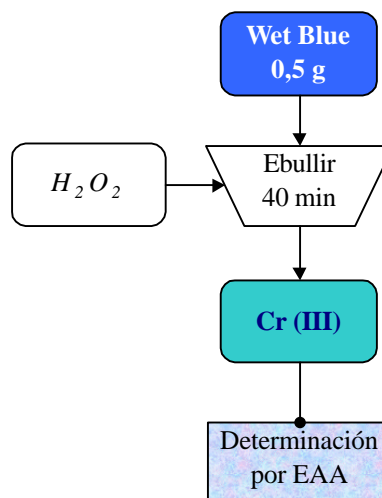 Wet Blue
0,5 g
H2O2
Ebullir
40 min
Cr (III)
Determinación
por EAA